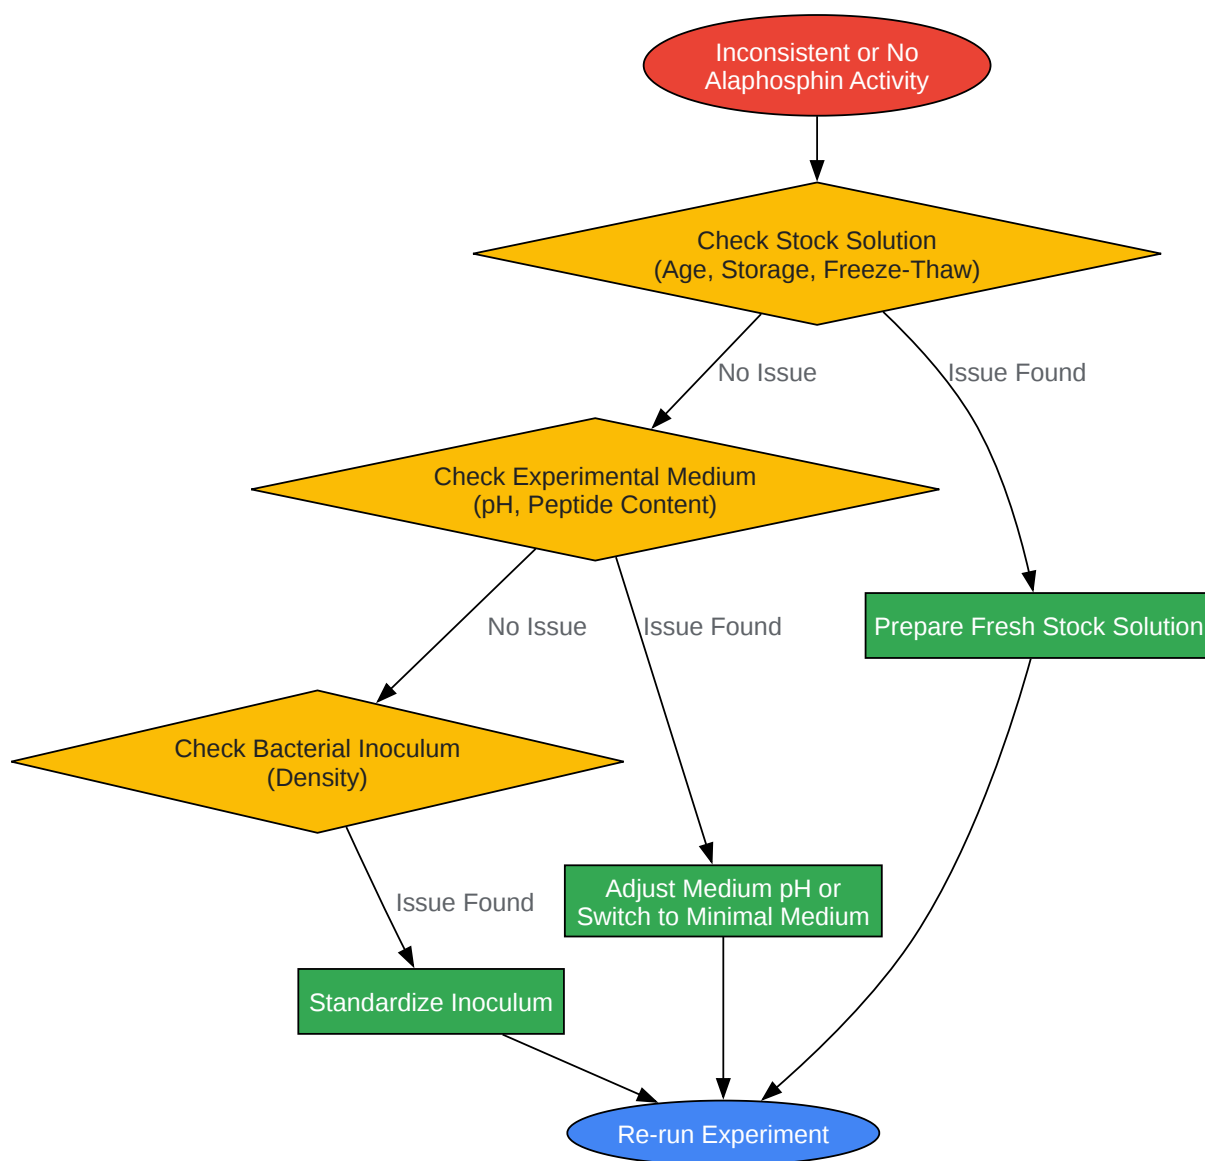 Inconsistent or No
Alaphosphin Activity
Check Stock Solution
(Age, Storage, Freeze-Thaw)
No Issue
Issue Found
Check Experimental Medium
(pH, Peptide Content)
No Issue
Issue Found
Prepare Fresh Stock Solution
Check Bacterial Inoculum
(Density)
Issue Found
Adjust Medium pH or
Switch to Minimal Medium
Standardize Inoculum
Re-run Experiment